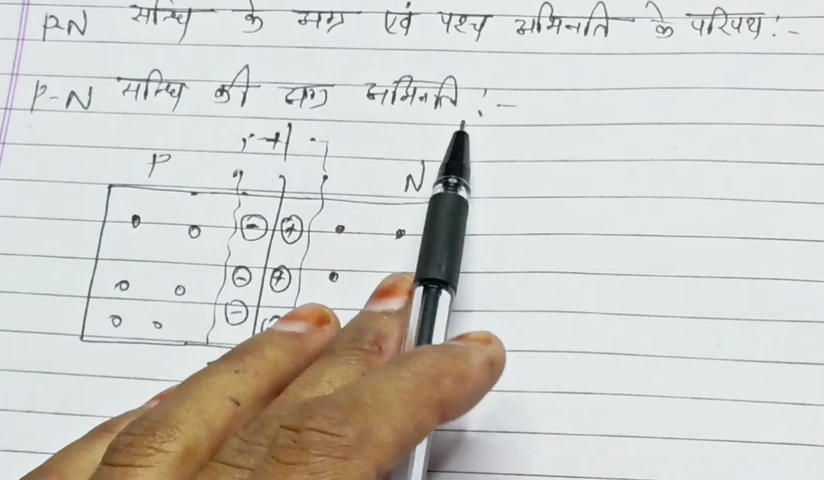 PN सन्धि के अग्र एवं पश्च अभिनति के परिपथ :-
P-N सन्धि की अग्र अभिनति :-
P
N
- +
- +
-